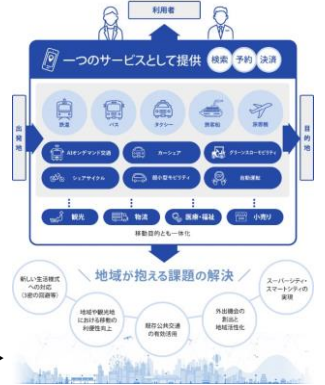 利用者
一つのサービスとして提供
検索
予約
決済
出発地
目的地
鉄道
バス
タクシー
旅客船
旅客機
AIオンデマンド交通
カーシェア
グリーンスローモビリティ
シェアサイクル
超小型モビリティ
自動運転
観光
物流
医療・福祉
小売り
移動目的とも一体化
地域が抱える課題の解決
新しい生活様式
への対応
(3密の回避等)
地域や観光地
における移動の
利便性向上
既存公共交通
の有効活用
外出機会の
創出と
地域活性化
スーパーシティ・
スマートシティの
実現